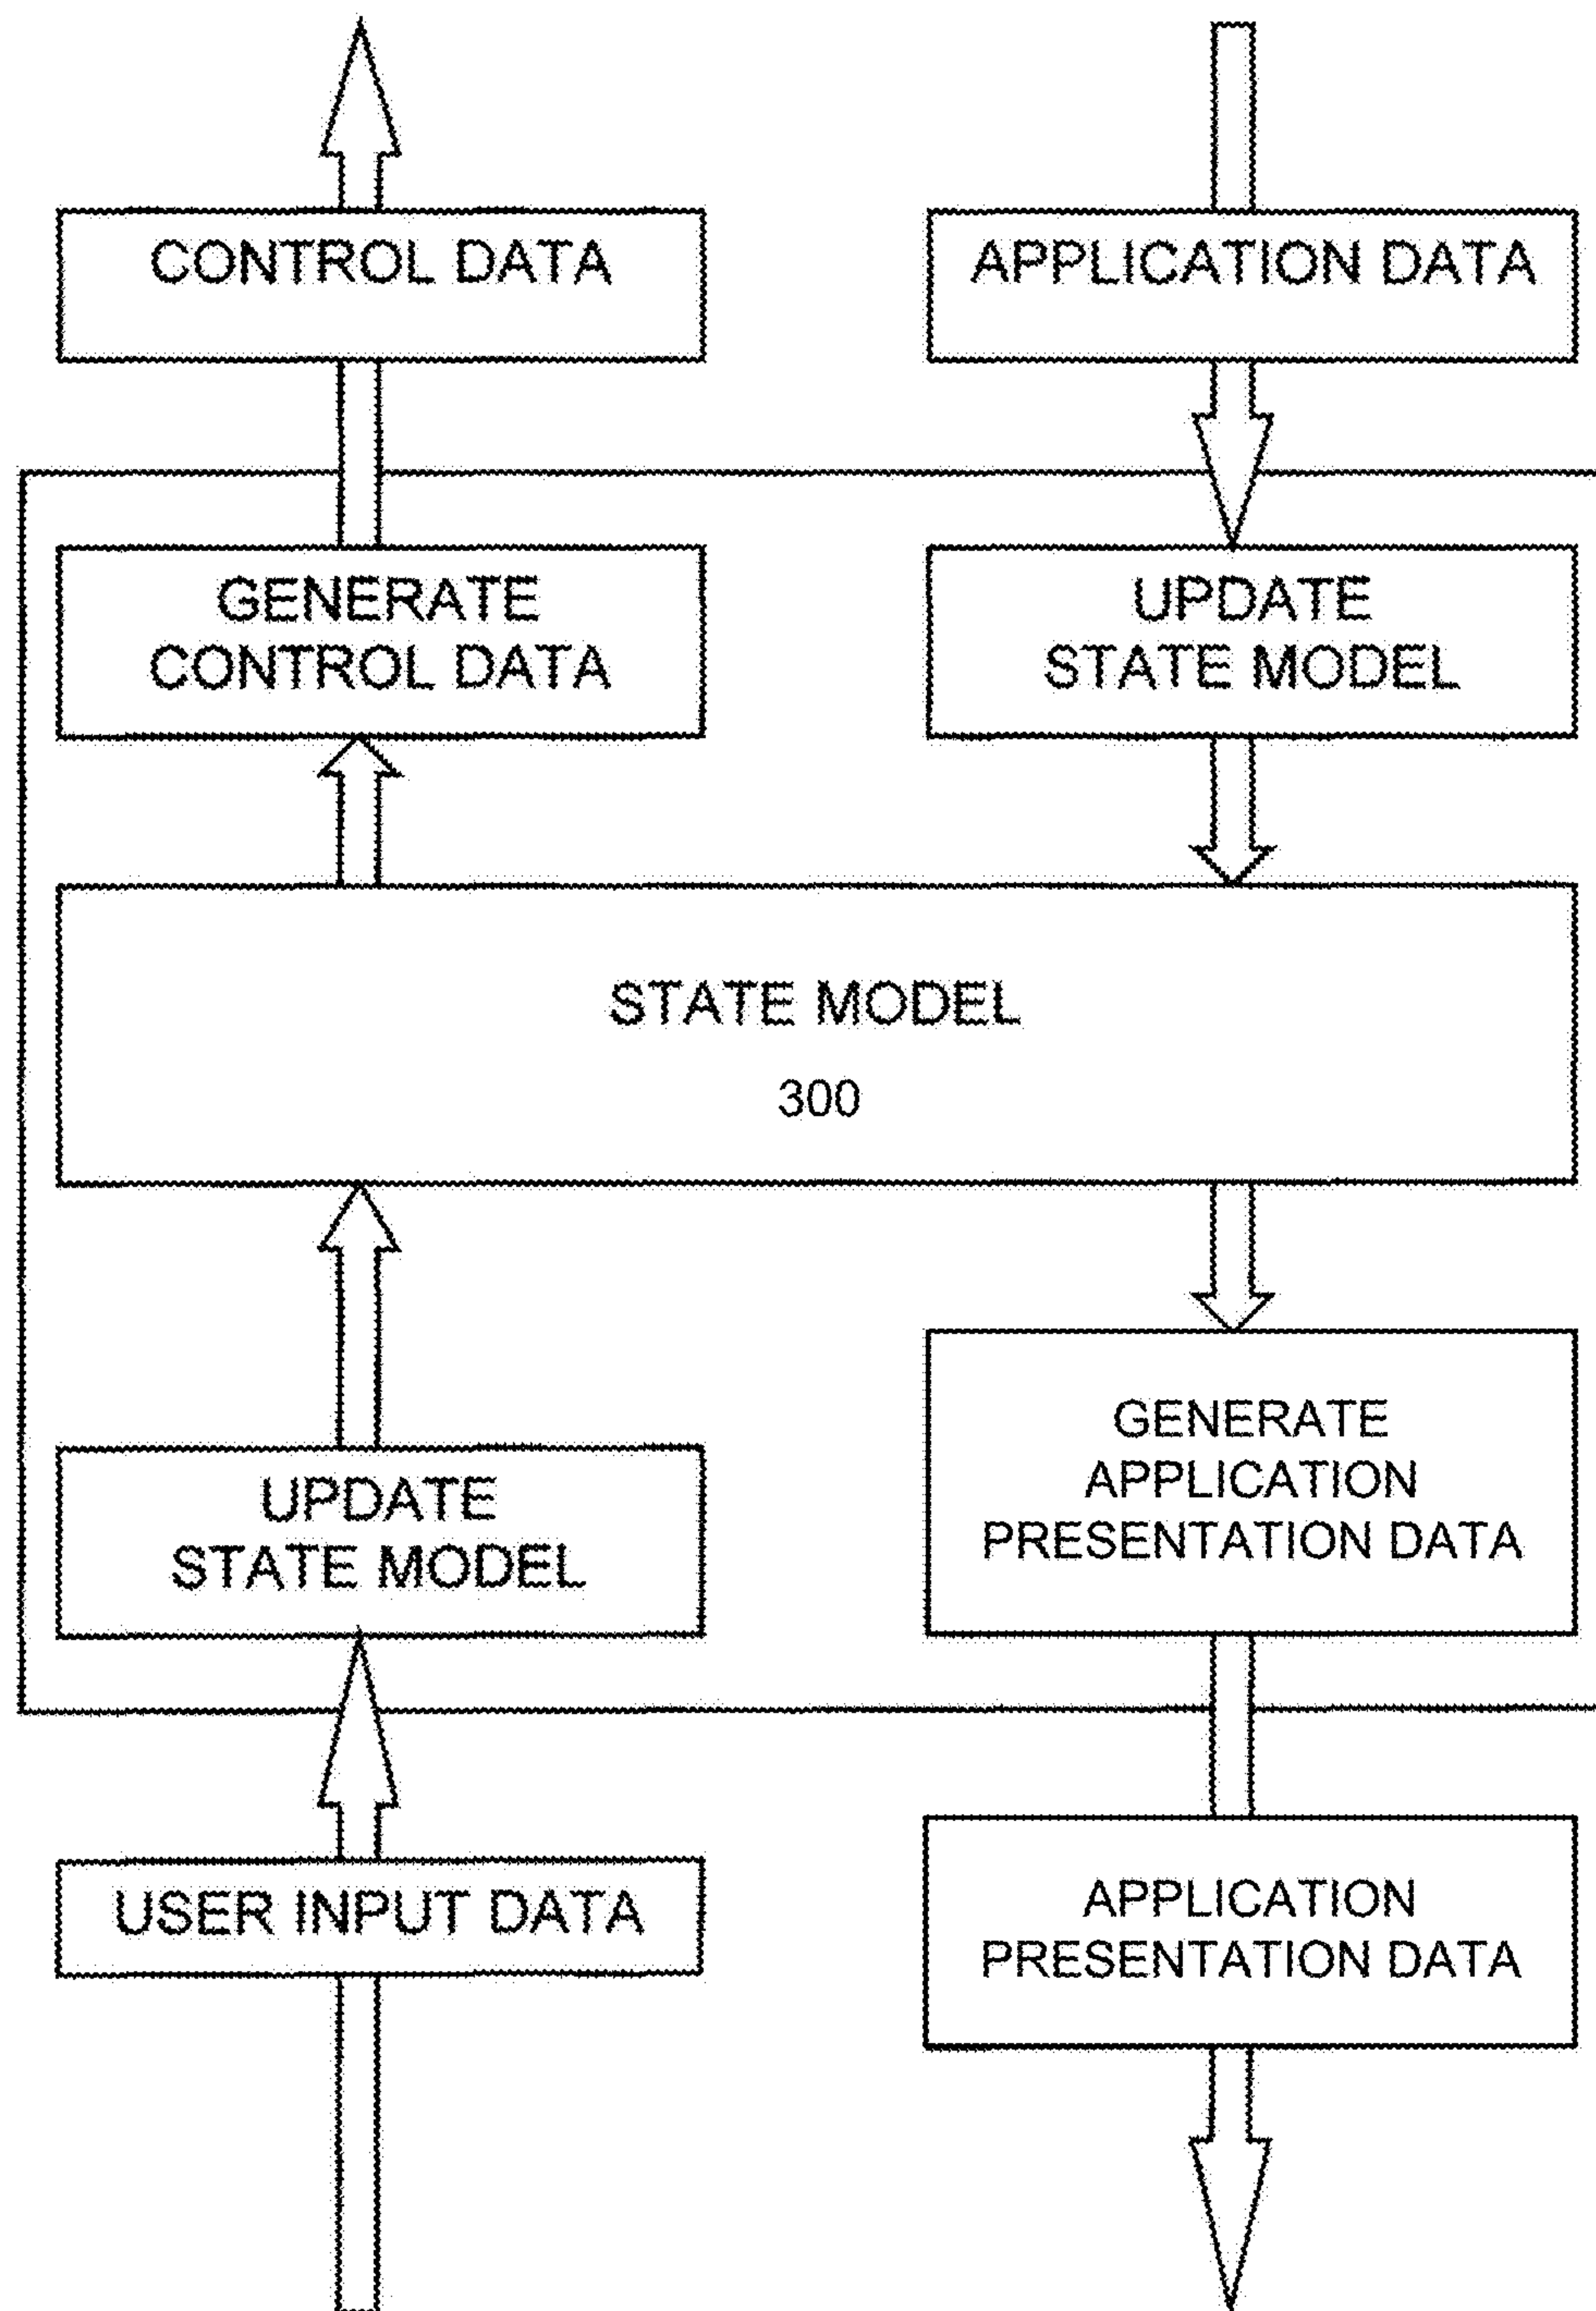 CONTROL DATA
APPLICATION DATA
GENERATE
CONTROL DATA
UPDATE
STATE MODEL
STATE MODEL
300
UPDATE
STATE MODEL
GENERATE
APPLICATION
PRESENTATION DATA
USER INPUT DATA
APPLICATION
PRESENTATION DATA